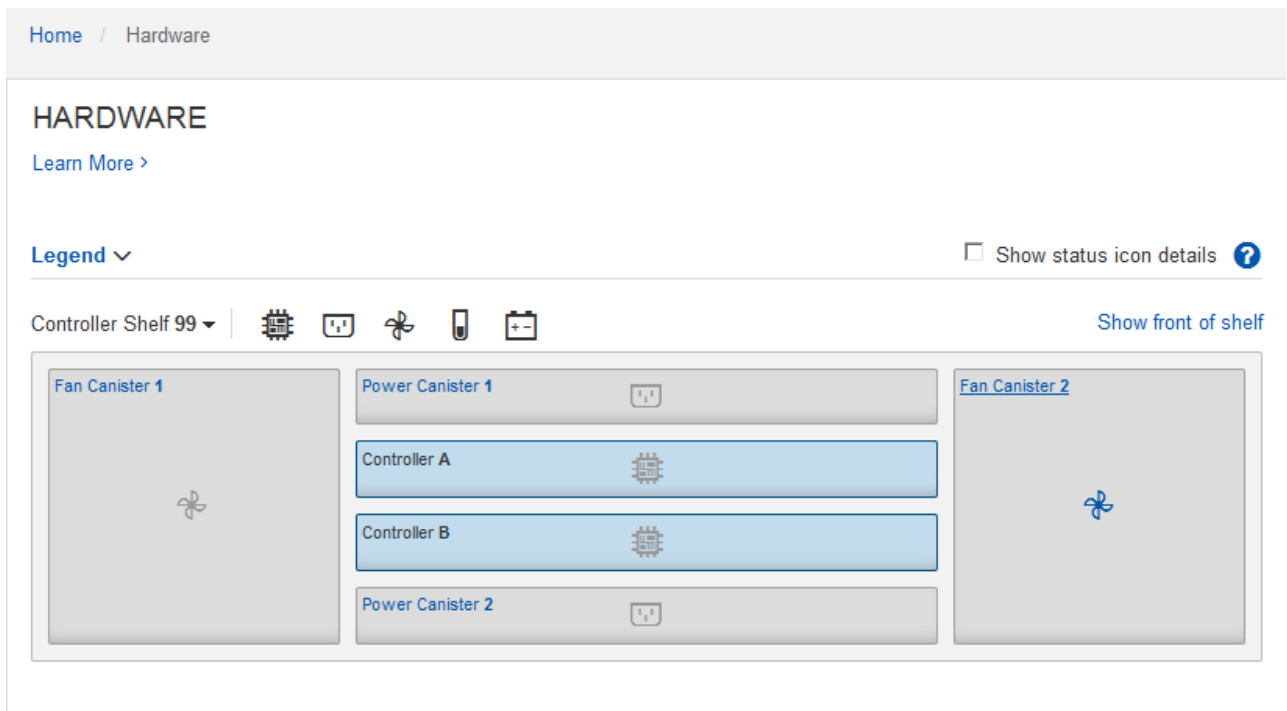 Home / Hardware
HARDWARE
Learn More >
Legend
Show status icon details ?
Controller Shelf 99
Show front of shelf
Fan Canister 1
Power Canister 1
Fan Canister 2
Controller A
Controller B
Power Canister 2